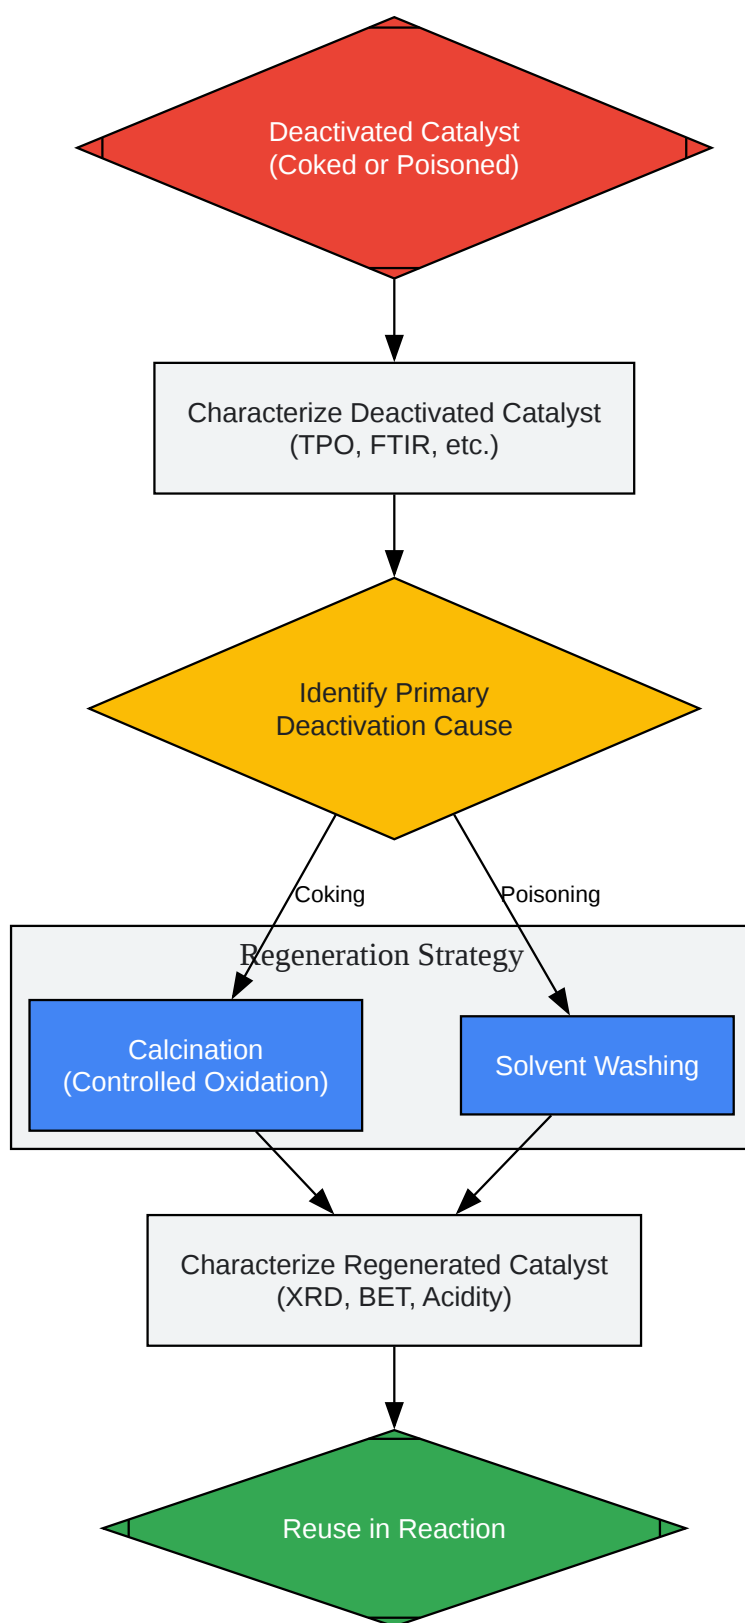 Deactivated Catalyst
(Coked or Poisoned)
Characterize Deactivated Catalyst
(TPO, FTIR, etc.)
Identify Primary
Deactivation Cause
Coking
Poisoning
Regeneration Strategy
Calcination
(Controlled Oxidation)
Solvent Washing
Characterize Regenerated Catalyst
(XRD, BET, Acidity)
Reuse in Reaction